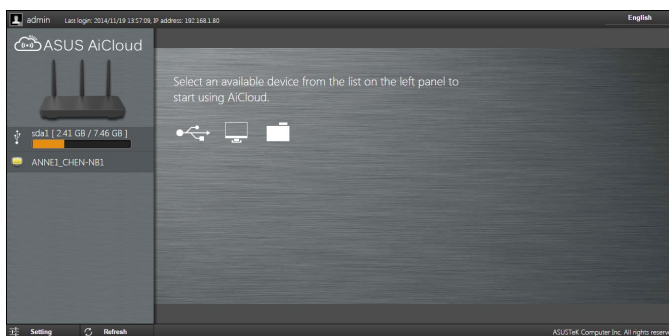 admin Last login: 2014/11/19 13:57:09, IP address: 192.168.1.80 English
ASUS AiCloud
Select an available device from the list on the left panel to
start using AiCloud.
sda1 [ 2.41 GB / 7.46 GB ]
ANNE1_CHEN-NB1
Setting Refresh ASUSTeK Computer Inc. All rights reserve